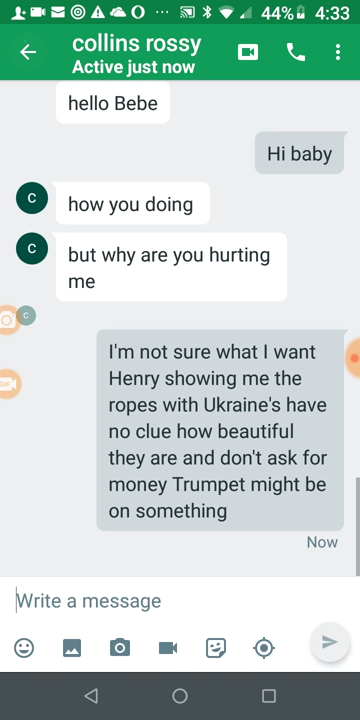 44% 4:33
collins rossy
Active just now
hello Bebe
Hi baby
C
how you doing
C
but why are you hurting
me
C
I'm not sure what I want
Henry showing me the
ropes with Ukraine's have
no clue how beautiful
they are and don't ask for
money Trumpet might be
on something
GIF
Now
Write a message